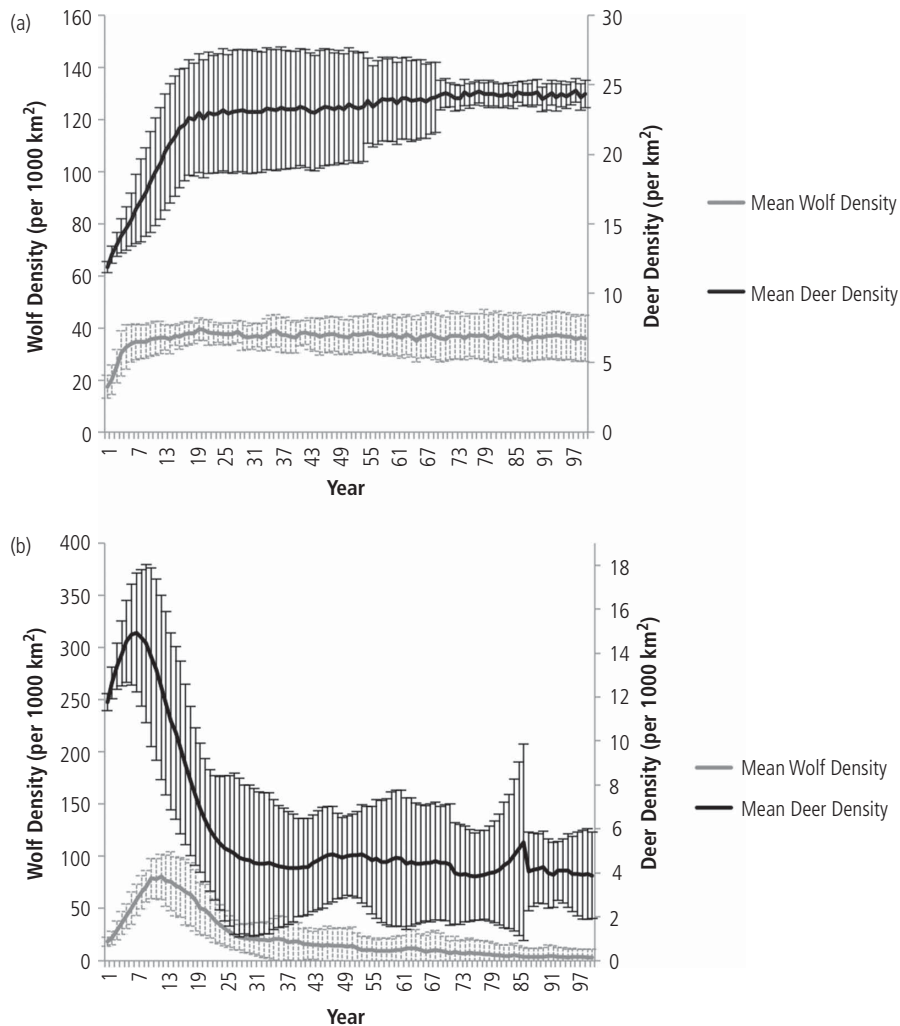 (a)
Wolf Density (per 1000 km²)
160
140
120
100
80
60
40
20
0
30
25
20
15
10
5
0
Deer Density (per km²)
1 7 13 19 25 31 37 43 49 55 61 67 73 79 85 91 97
Year
Mean Wolf Density
Mean Deer Density
(b)
Wolf Density (per 1000 km²)
400
350
300
250
200
150
100
50
0
18
16
14
12
10
8
6
4
2
0
Deer Density (per 1000 km²)
1 7 13 19 25 31 37 43 49 55 61 67 73 79 85 91 97
Year
Mean Wolf Density
Mean Deer Density